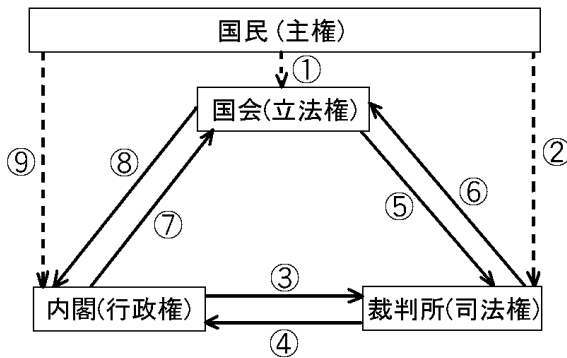 国民(主権)
①
国会(立法権)
⑨
⑧
②
⑥
⑤
⑦
内閣(行政権)
③
裁判所(司法権)
④